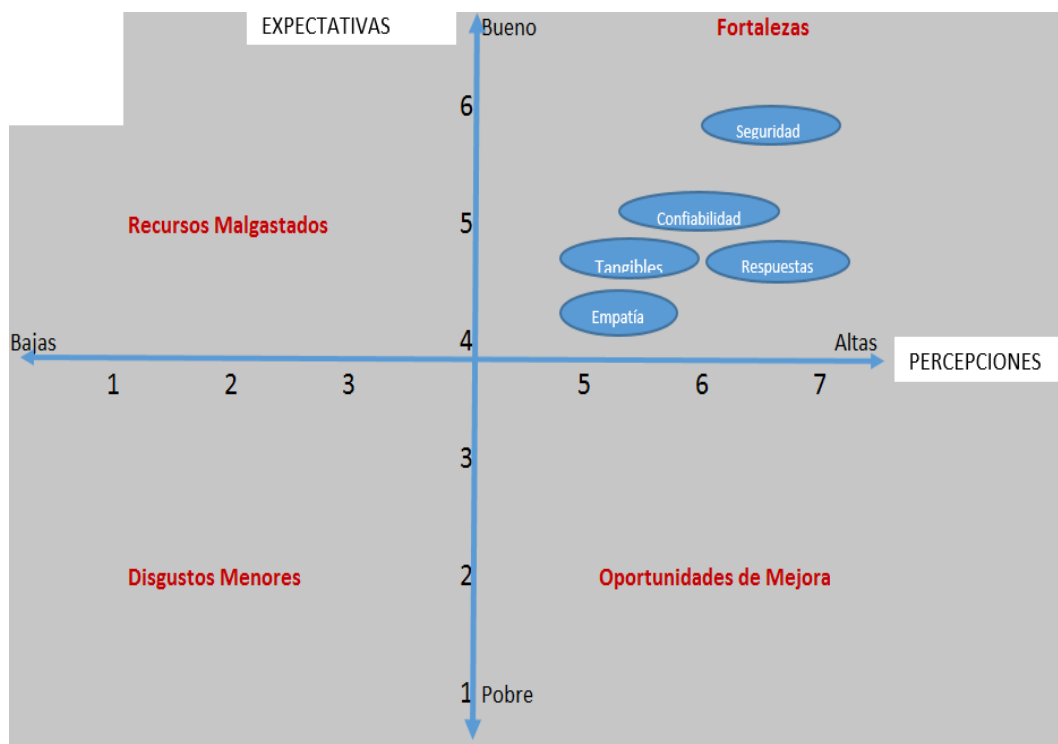 EXPECTATIVAS
Bueno
Fortalezas
6
Seguridad
Recursos Malgastados
5
Confiabilidad
Tangibles
Respuestas
Empatía
Bajas
4
Altas
PERCEPCIONES
1 2 3 5 6 7
3
Disgustos Menores
2
Oportunidades de Mejora
1
Pobre